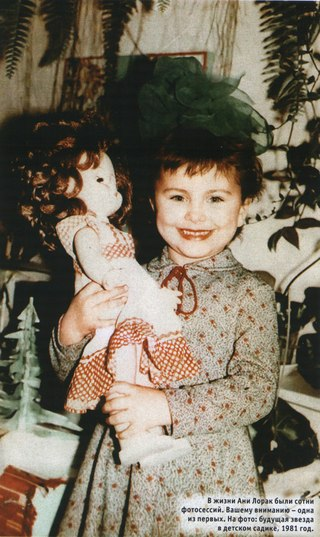 В жизни Ани Лорак были сотни
фотосессий. Вашему вниманию – одна
из первых. На фото: будущая звезда
в детском садике, 1981 год.